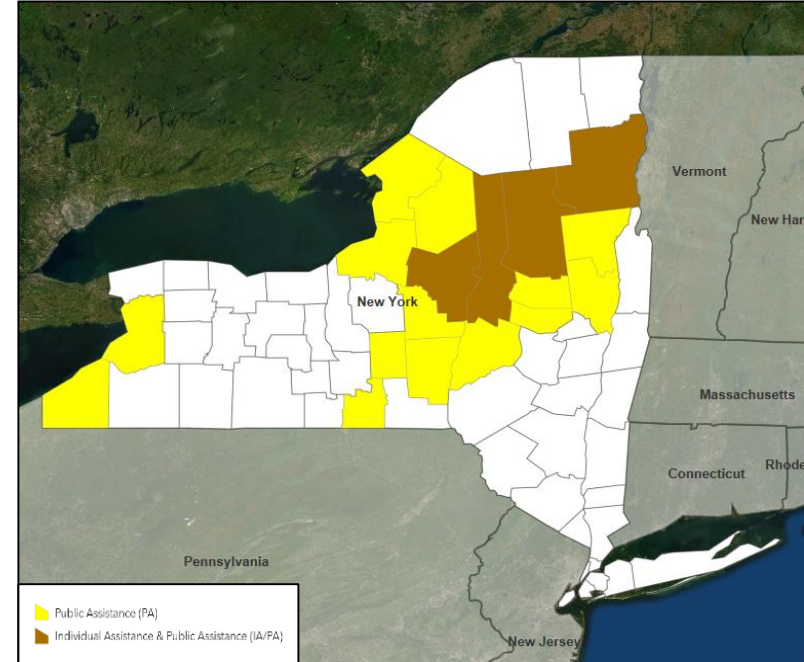 Vermont
New Har
New York
Massachusetts
Connecticut
Rhode
Pennsylvania
New Jersey
Public Assistance (PA)
Individual Assistance & Public Assistance (IA/PA)